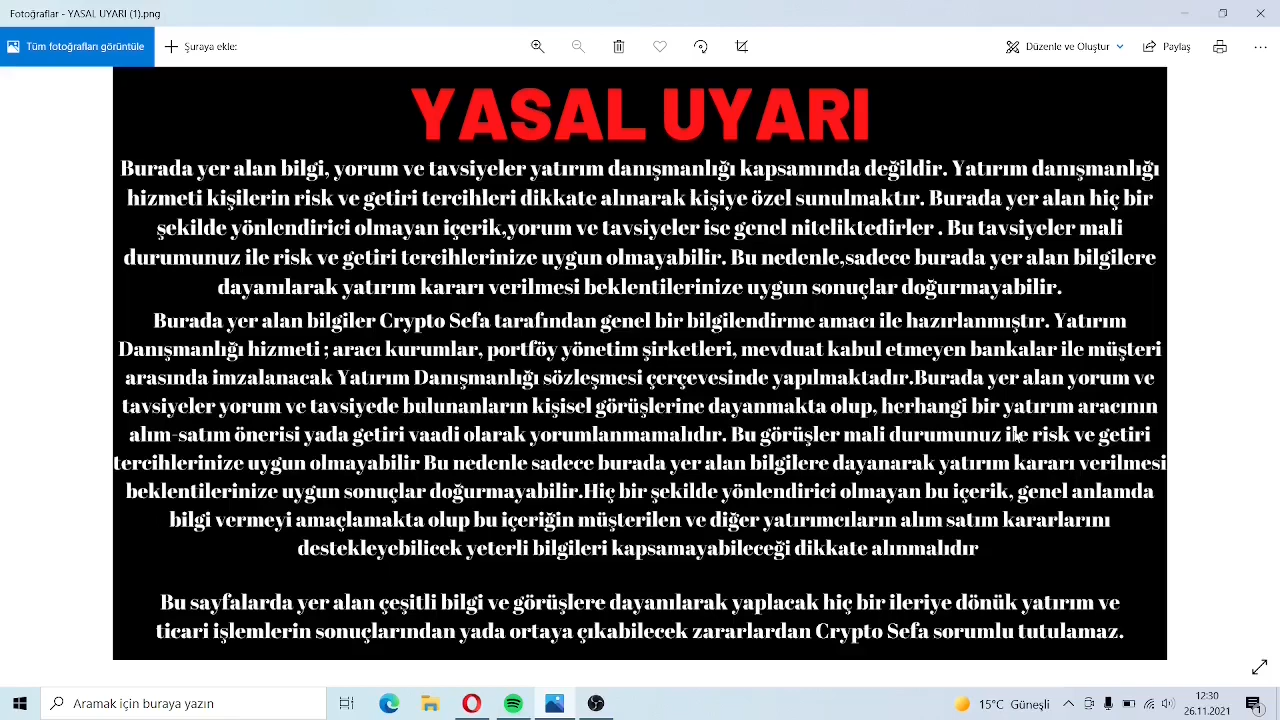 Fotoğraflar - YASAL UYARI (1).png
Tüm fotoğrafları görüntüle
Şuraya ekle:
Düzenle ve Oluştur
Paylaş
YASAL UYARI
Burada yer alan bilgi, yorum ve tavsiyeler yatırım danışmanlığı kapsamında değildir. Yatırım danışmanlığı
hizmeti kişilerin risk ve getiri tercihleri dikkate alınarak kişiye özel sunulmaktır. Burada yer alan hiç bir
şekilde yönlendirici olmayan içerik,yorum ve tavsiyeler ise genel niteliktedirler . Bu tavsiyeler mali
durumunuz ile risk ve getiri tercihlerinize uygun olmayabilir. Bu nedenle,sadece burada yer alan bilgilere
dayanılarak yatırım kararı verilmesi beklentilerinize uygun sonuçlar doğurmayabilir.
Burada yer alan bilgiler Crypto Sefa tarafından genel bir bilgilendirme amacı ile hazırlanmıştır. Yatırım
Danışmanlığı hizmeti ; aracı kurumlar, portföy yönetim şirketleri, mevduat kabul etmeyen bankalar ile müşteri
arasında imzalanacak Yatırım Danışmanlığı sözleşmesi çerçevesinde yapılmaktadır.Burada yer alan yorum ve
tavsiyeler yorum ve tavsiyede bulunanların kişisel görüşlerine dayanmakta olup, herhangi bir yatırım aracının
alım-satım önerisi yada getiri vaadi olarak yorumlanmamalıdır. Bu görüşler mali durumunuz ile risk ve getiri
tercihlerinize uygun olmayabilir Bu nedenle sadece burada yer alan bilgilere dayanarak yatırım kararı verilmesi
beklentilerinize uygun sonuçlar doğurmayabilir.Hiç bir şekilde yönlendirici olmayan bu içerik, genel anlamda
bilgi vermeyi amaçlamakta olup bu içeriğin müşterilen ve diğer yatırımcıların alım satım kararlarını
destekleyebilicek yeterli bilgileri kapsamayabileceği dikkate alınmalıdır
Bu sayfalarda yer alan çeşitli bilgi ve görüşlere dayanılarak yaplacak hiç bir ileriye dönük yatırım ve
ticari işlemlerin sonuçlarından yada ortaya çıkabilecek zararlardan Crypto Sefa sorumlu tutulamaz.
Aramak için buraya yazın
15°C Güneşli
12:30
26.11.2021
1